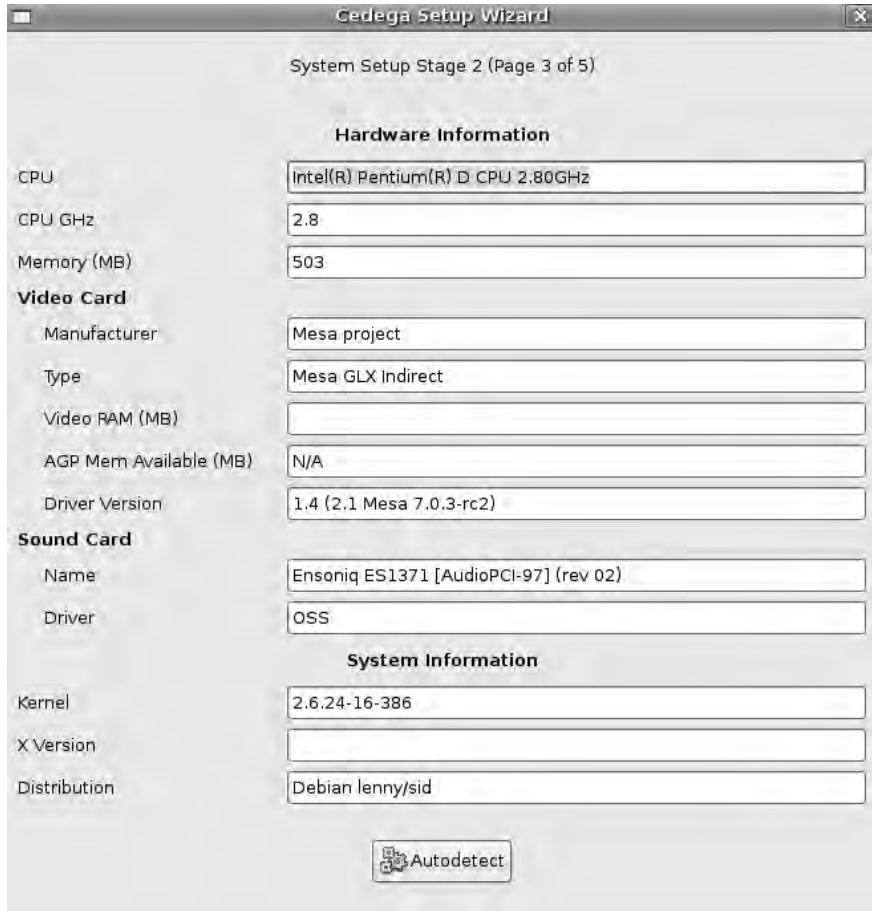 Cedega Setup Wizard
System Setup Stage 2 (Page 3 of 5)
Hardware Information
CPU Intel(R) Pentium(R) D CPU 2.80GHz
CPU GHz 2.8
Memory (MB) 503
Video Card
Manufacturer Mesa project
Type Mesa GLX Indirect
Video RAM (MB)
AGP Mem Available (MB) N/A
Driver Version 1.4 (2.1 Mesa 7.0.3-rc2)
Sound Card
Name Ensoniq ES1371 [AudioPCI-97] (rev 02)
Driver OSS
System Information
Kernel 2.6.24-16-386
X Version
Distribution Debian lenny/sid
Autodetect